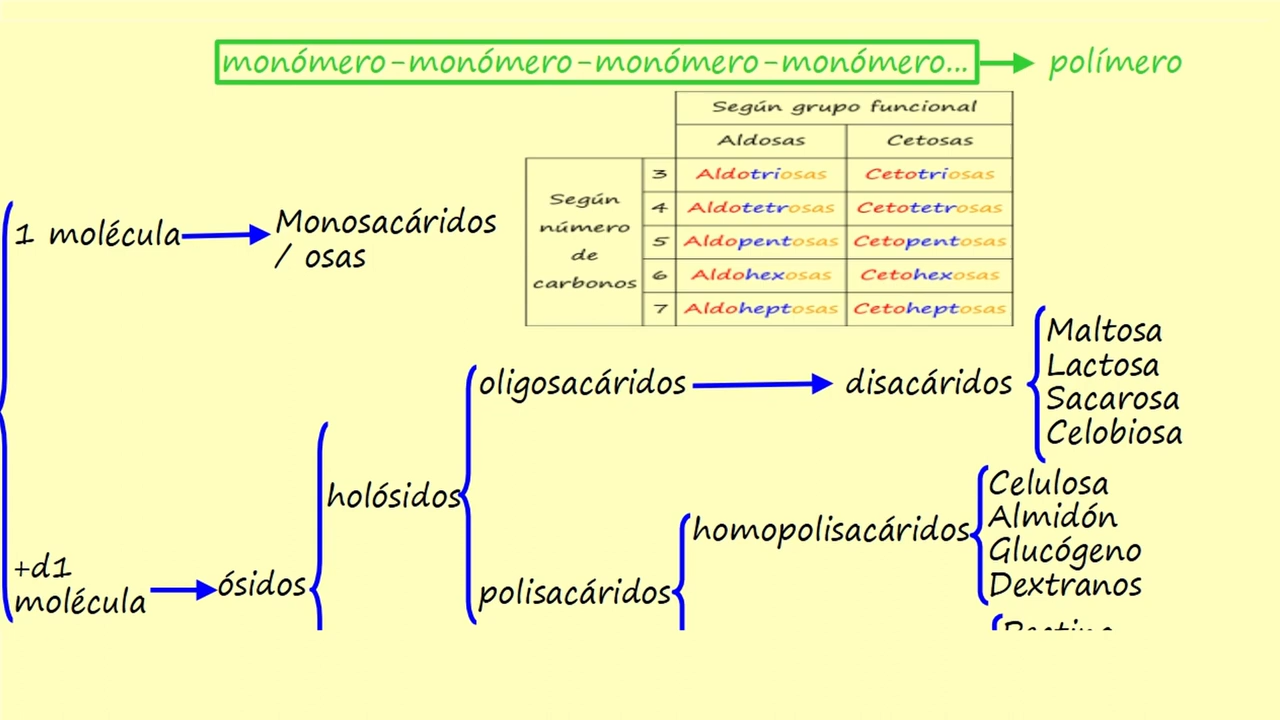 monómero-monómero-monómero-monómero... polímero
Según grupo funcional
Aldosas Cetosas
Según número de carbonos
3 Aldotriosas Cetotriosas
4 Aldotetrosas Cetotetrosas
5 Aldopentosas Cetopentosas
6 Aldohexosas Cetohexosas
7 Aldoheptosas Cetoheptosas
1 molécula
Monosacáridos
/ osas
+d1
molécula
ósidos
holósidos
oligosacáridos
disacáridos
Maltosa
Lactosa
Sacarosa
Celobiosa
polisacáridos
homopolisacáridos
Celulosa
Almidón
Glucógeno
Dextranos